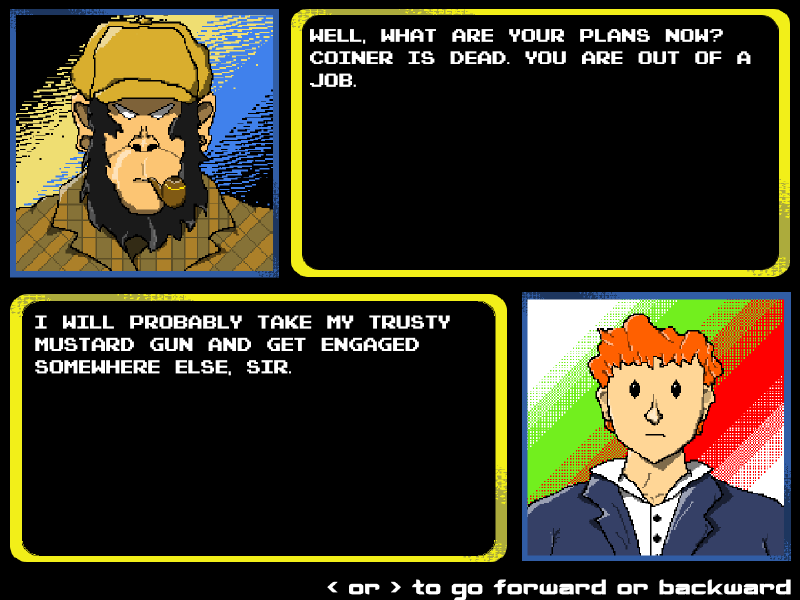 WELL, WHAT ARE YOUR PLANS NOW?
COINER IS DEAD. YOU ARE OUT OF A
JOB.
I WILL PROBABLY TAKE MY TRUSTY
MUSTARD GUN AND GET ENGAGED
SOMEWHERE ELSE, SIR.
< or > to go forward or backward